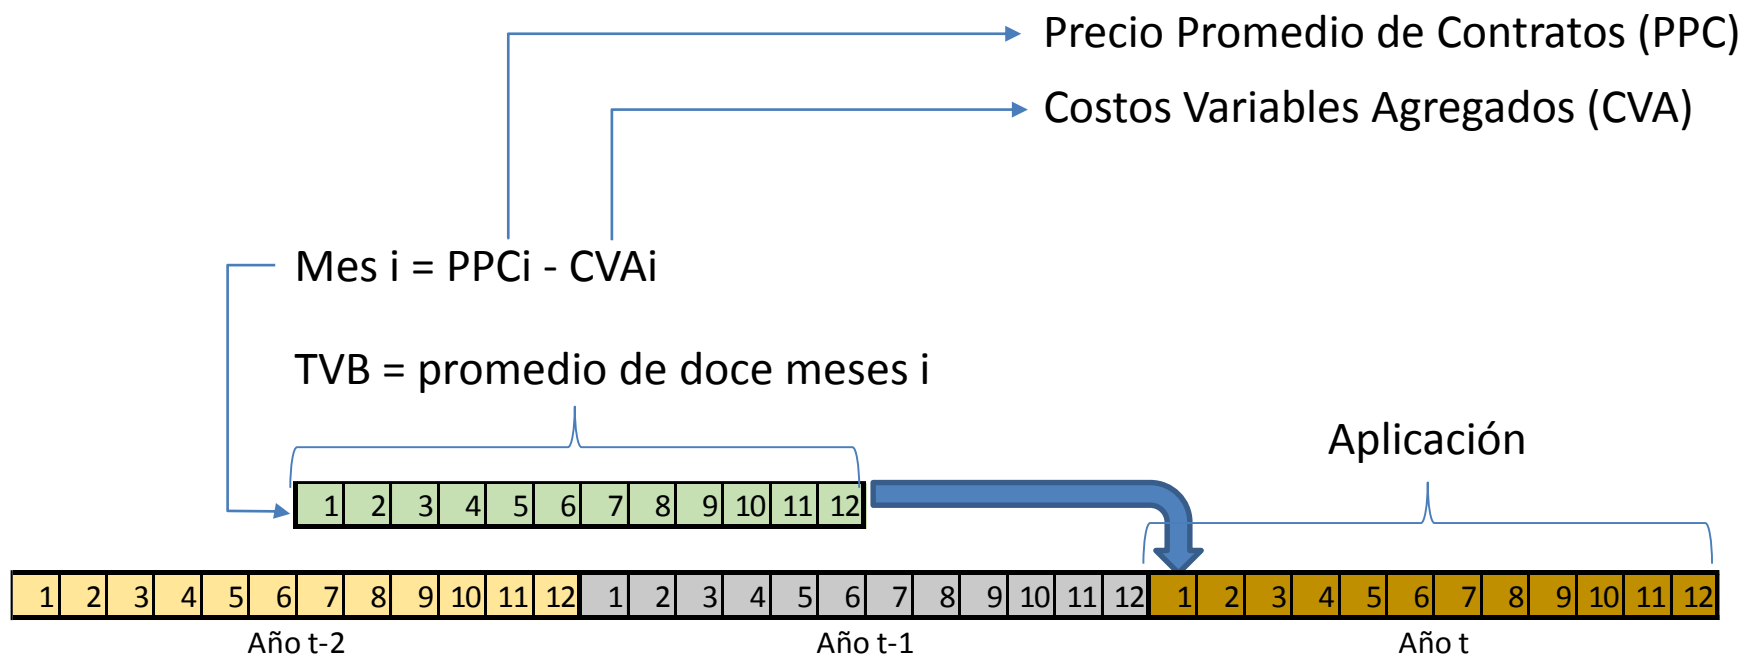 Precio Promedio de Contratos (PPC)
Costos Variables Agregados (CVA)
Mes i = PPCi - CVAi
TVB = promedio de doce meses i
Aplicación
1 2 3 4 5 6 7 8 9 10 11 12
1 2 3 4 5 6 7 8 9 10 11 12 1 2 3 4 5 6 7 8 9 10 11 12 1 2 3 4 5 6 7 8 9 10 11 12
Año t-2 Año t-1 Año t